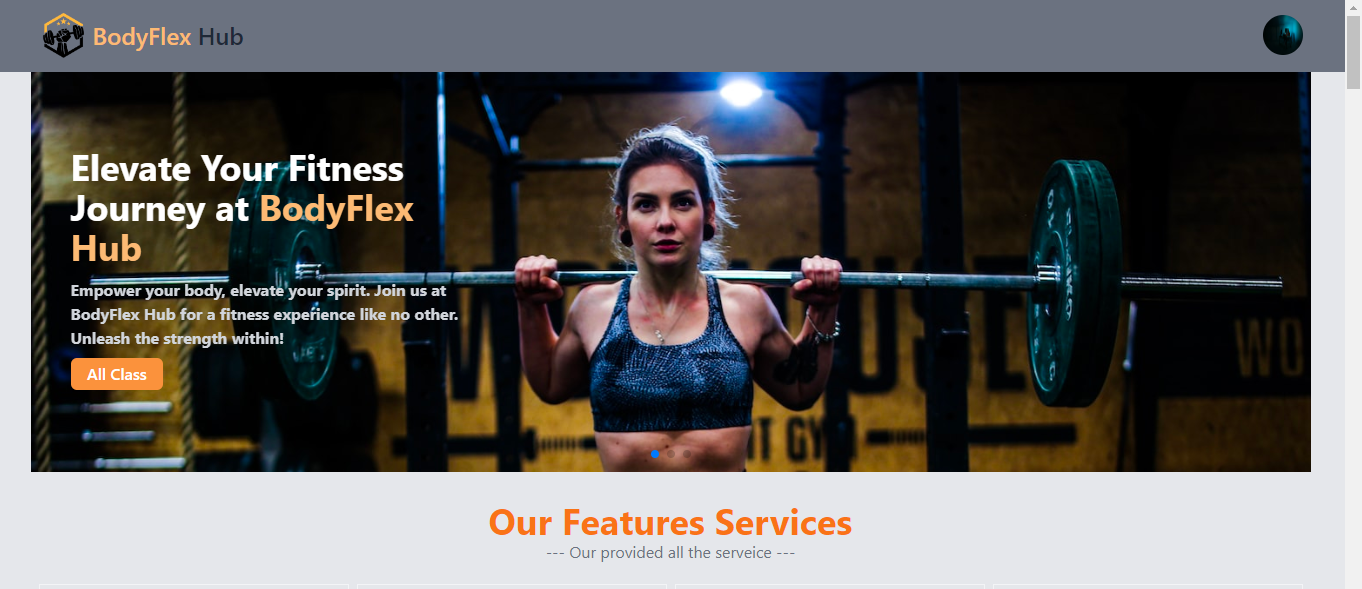 BodyFlex Hub
Elevate Your Fitness
Journey at BodyFlex
Hub
Empower your body, elevate your spirit. Join us at
BodyFlex Hub for a fitness experience like no other.
Unleash the strength within!
All Class
Our Features Services
--- Our provided all the serveice ---